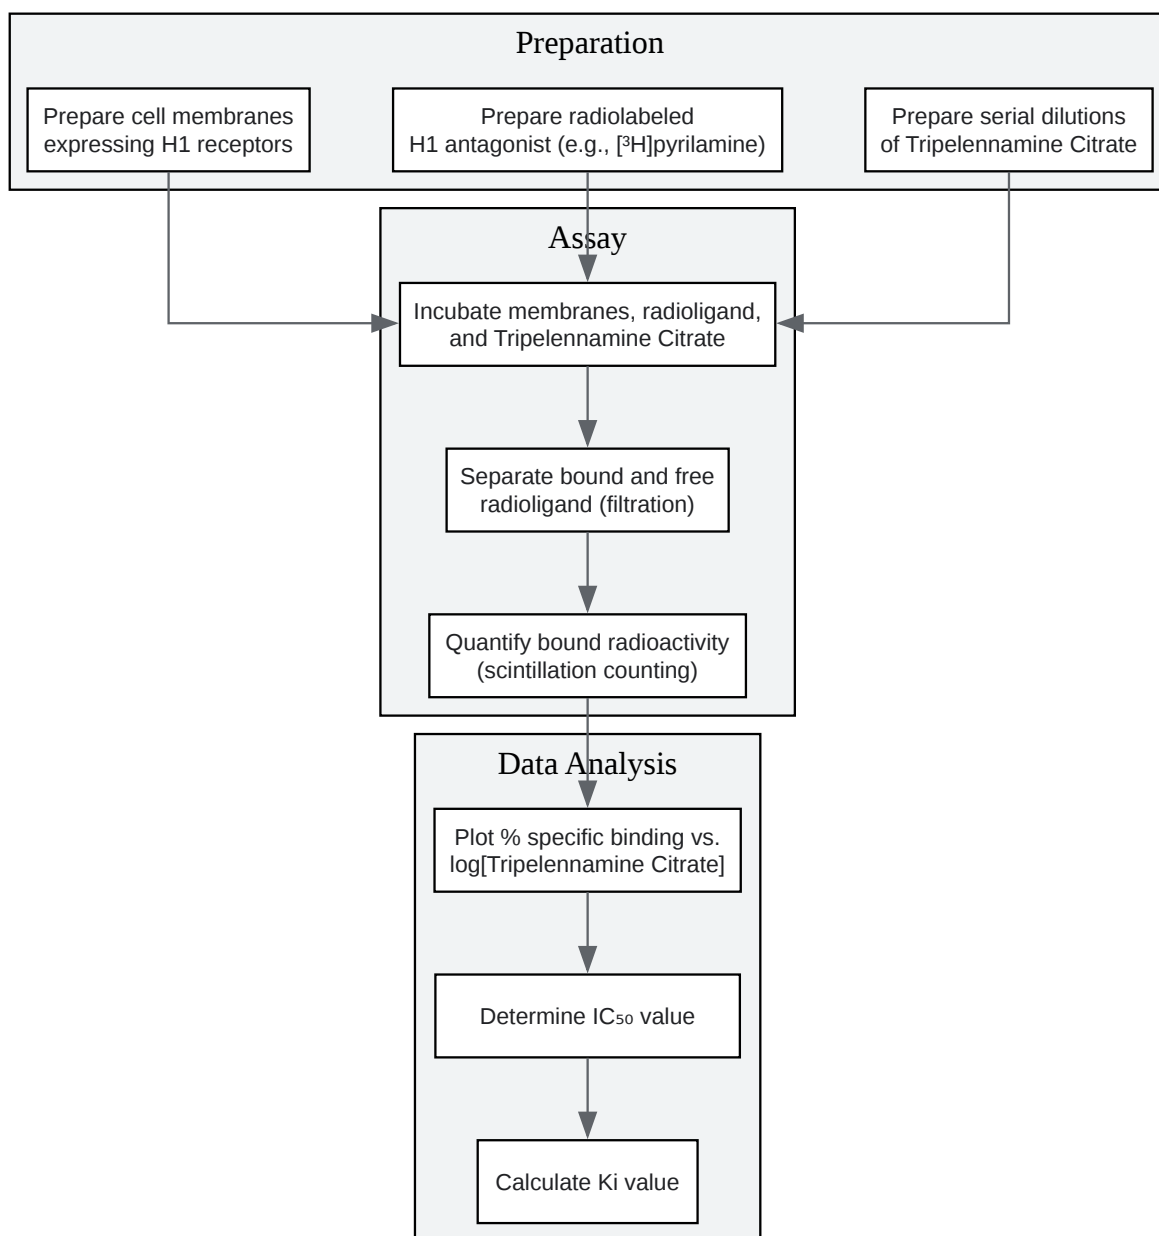 Preparation
Prepare cell membranes
expressing H1 receptors
Prepare radiolabeled
H1 antagonist (e.g., [³H]pyrilamine)
Prepare serial dilutions
of Tripelennamine Citrate
Assay
Incubate membranes, radioligand,
and Tripelennamine Citrate
Separate bound and free
radioligand (filtration)
Quantify bound radioactivity
(scintillation counting)
Data Analysis
Plot % specific binding vs.
log[Tripelennamine Citrate]
Determine IC₅₀ value
Calculate Ki value